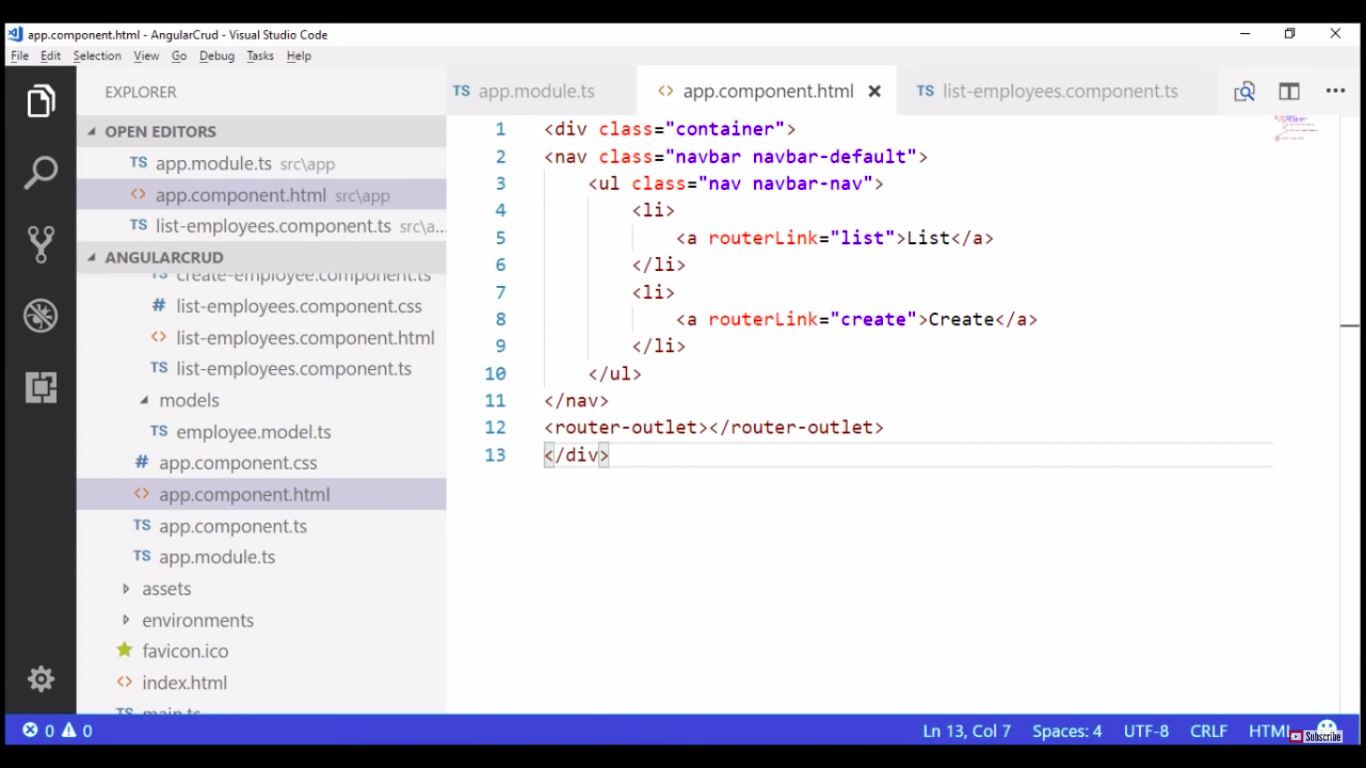 app.component.html - AngularCrud - Visual Studio Code
File Edit Selection View Go Debug Tasks Help
EXPLORER
OPEN EDITORS
TS app.module.ts src\app
<> app.component.html src\app
TS list-employees.component.ts src\a...
ANGULARCRUD
TS create-employee.component.ts
# list-employees.component.css
<> list-employees.component.html
TS list-employees.component.ts
models
TS employee.model.ts
# app.component.css
<> app.component.html
TS app.component.ts
TS app.module.ts
assets
environments
favicon.ico
<> index.html
TS main.ts
TS app.module.ts <> app.component.html TS list-employees.component.ts
1 <div class="container">
2 <nav class="navbar navbar-default">
3 <ul class="nav navbar-nav">
4 <li>
5 <a routerLink="list">List</a>
6 </li>
7 <li>
8 <a routerLink="create">Create</a>
9 </li>
10 </ul>
11 </nav>
12 <router-outlet></router-outlet>
13 </div>
0 0 Ln 13, Col 7 Spaces: 4 UTF-8 CRLF HTML
Subscribe